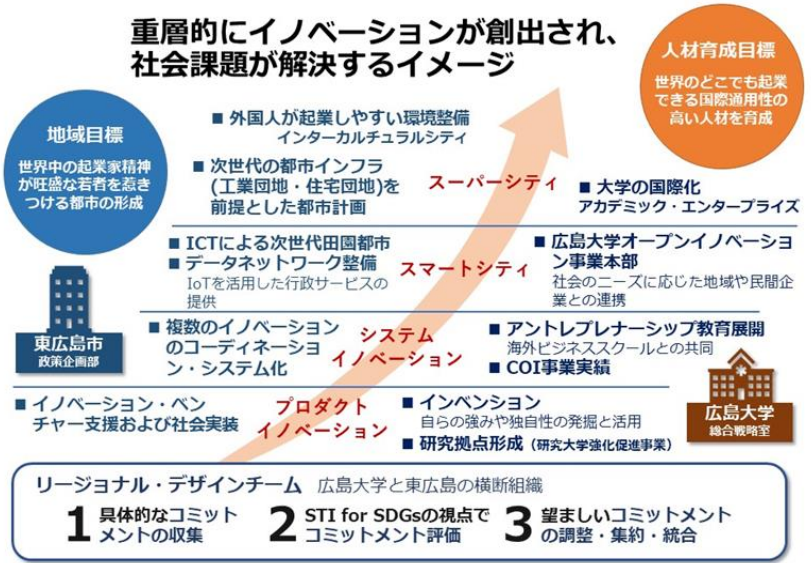 重層的にイノベーションが創出され、
社会課題が解決するイメージ
人材育成目標
世界のどこでも起業
できる国際通用性の
高い人材を育成
地域目標
世界中の起業家精神
が旺盛な若者を惹き
つける都市の形成
■ 外国人が起業しやすい環境整備
インターカルチュラルシティ
■ 次世代の都市インフラ
(工業団地・住宅団地)を
前提とした都市計画
スーパーシティ
■ 大学の国際化
アカデミック・エンタープライズ
■ ICTによる次世代田園都市
■ データネットワーク整備
IoTを活用した行政サービスの
提供
スマートシティ
■ 広島大学オープンイノベーショ
ン事業本部
社会のニーズに応じた地域や民間企
業との連携
東広島市
政策企画部
■ 複数のイノベーション
のコーディネーショ
ン・システム化
システム
イノベーション
■ アントレプレナーシップ教育展開
海外ビジネススクールとの共同
■ COI事業実績
広島大学
総合戦略室
■ イノベーション・ベン
チャー支援および社会実装
プロダクト
イノベーション
■ インベンション
自らの強みや独自性の発掘と活用
■ 研究拠点形成 (研究大学強化促進事業)
リージョナル・デザインチーム 広島大学と東広島の横断組織
1 具体的なコミット
メントの収集
2 STI for SDGsの視点で
コミットメント評価
3 望ましいコミットメント
の調整・集約・統合